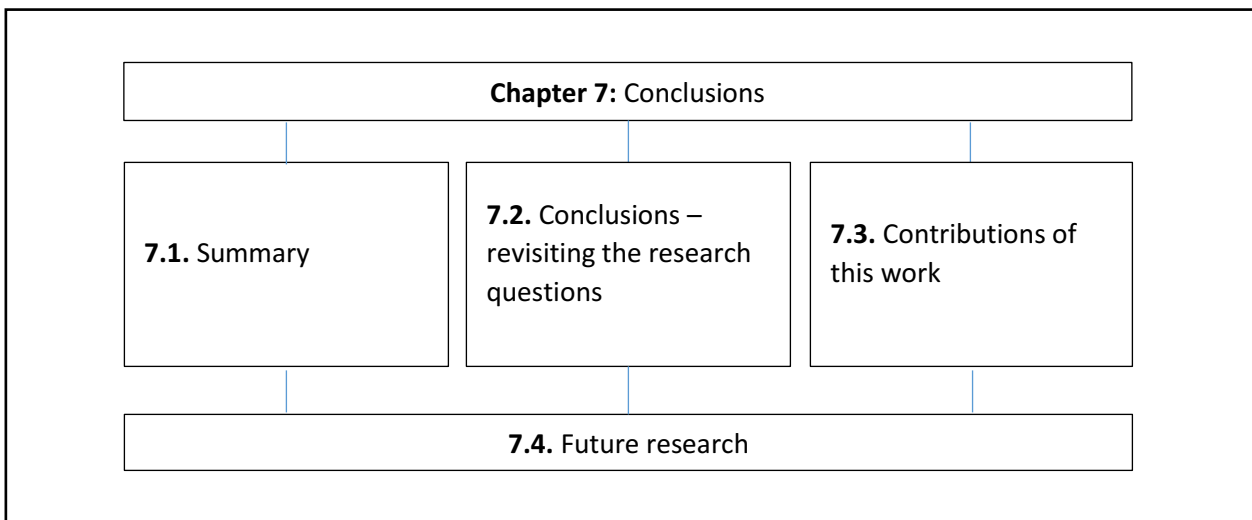 Chapter 7: Conclusions
7.1. Summary
7.2. Conclusions –
revisiting the research
questions
7.3. Contributions of
this work
7.4. Future research